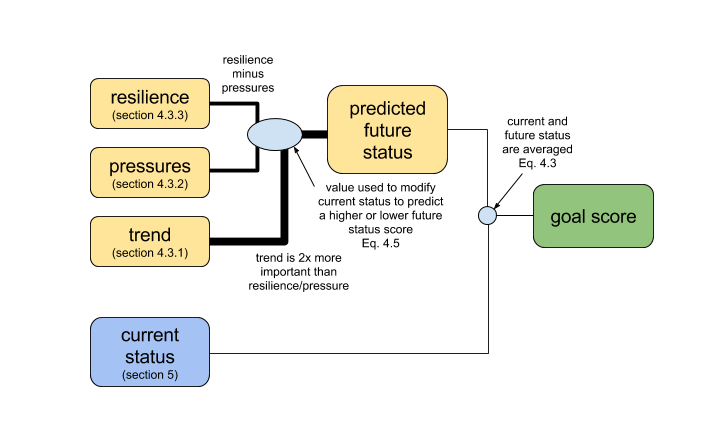 resilience
minus
pressures
resilience
(section 4.3.3)
pressures
(section 4.3.2)
trend
(section 4.3.1)
predicted
future
status
value used to modify
current status to predict
a higher or lower future
status score
Eq. 4.5
trend is 2x more
important than
resilience/pressure
current and
future status
are averaged
Eq. 4.3
goal score
current
status
(section 5)